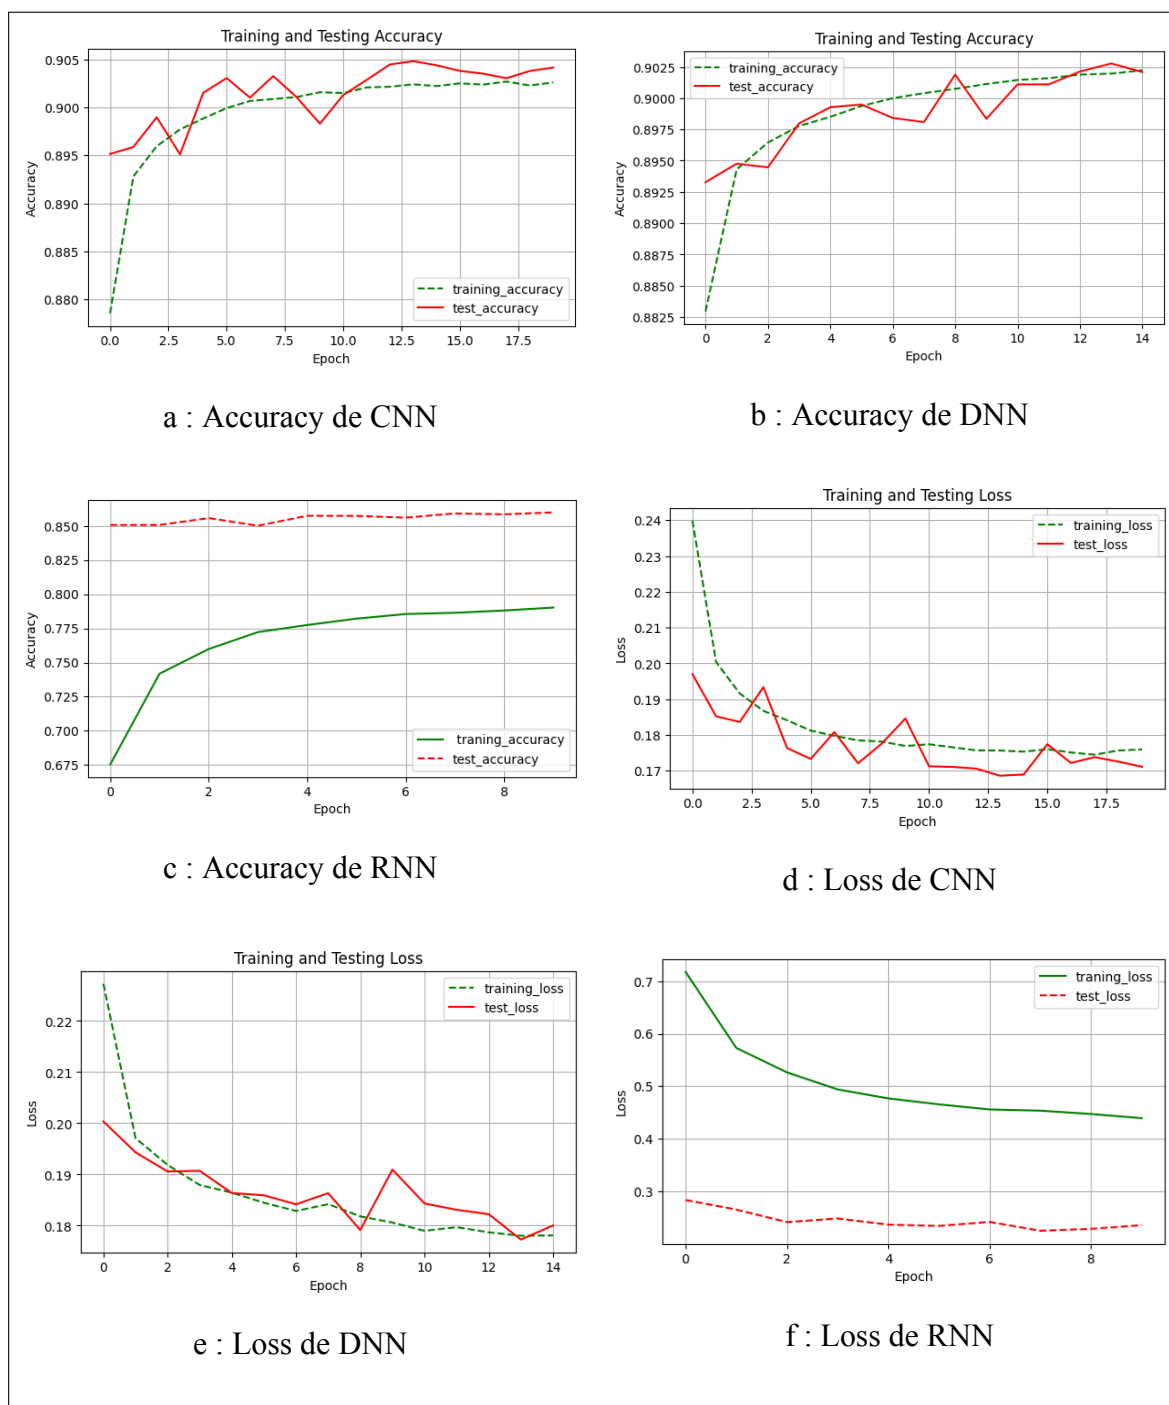 Training and Testing Accuracy
0.905
0.900
0.895
0.890
0.885
0.880
Accuracy
training_accuracy
test_accuracy
0.0 2.5 5.0 7.5 10.0 12.5 15.0 17.5
Epoch
a : Accuracy de CNN
Training and Testing Accuracy
training_accuracy
test_accuracy
0.9025
0.9000
0.8975
0.8950
0.8925
0.8900
0.8875
0.8850
0.8825
Accuracy
0 2 4 6 8 10 12 14
Epoch
b : Accuracy de DNN
0.850
0.825
0.800
0.775
0.750
0.725
0.700
0.675
Accuracy
traning_accuracy
test_accuracy
0 2 4 6 8
Epoch
c : Accuracy de RNN
Training and Testing Loss
training_loss
test_loss
0.24
0.23
0.22
0.21
0.20
0.19
0.18
0.17
Loss
0.0 2.5 5.0 7.5 10.0 12.5 15.0 17.5
Epoch
d : Loss de CNN
Training and Testing Loss
training_loss
test_loss
0.22
0.21
0.20
0.19
0.18
Loss
0 2 4 6 8 10 12 14
Epoch
e : Loss de DNN
traning_loss
test_loss
0.7
0.6
0.5
0.4
0.3
Loss
0 2 4 6 8
Epoch
f : Loss de RNN